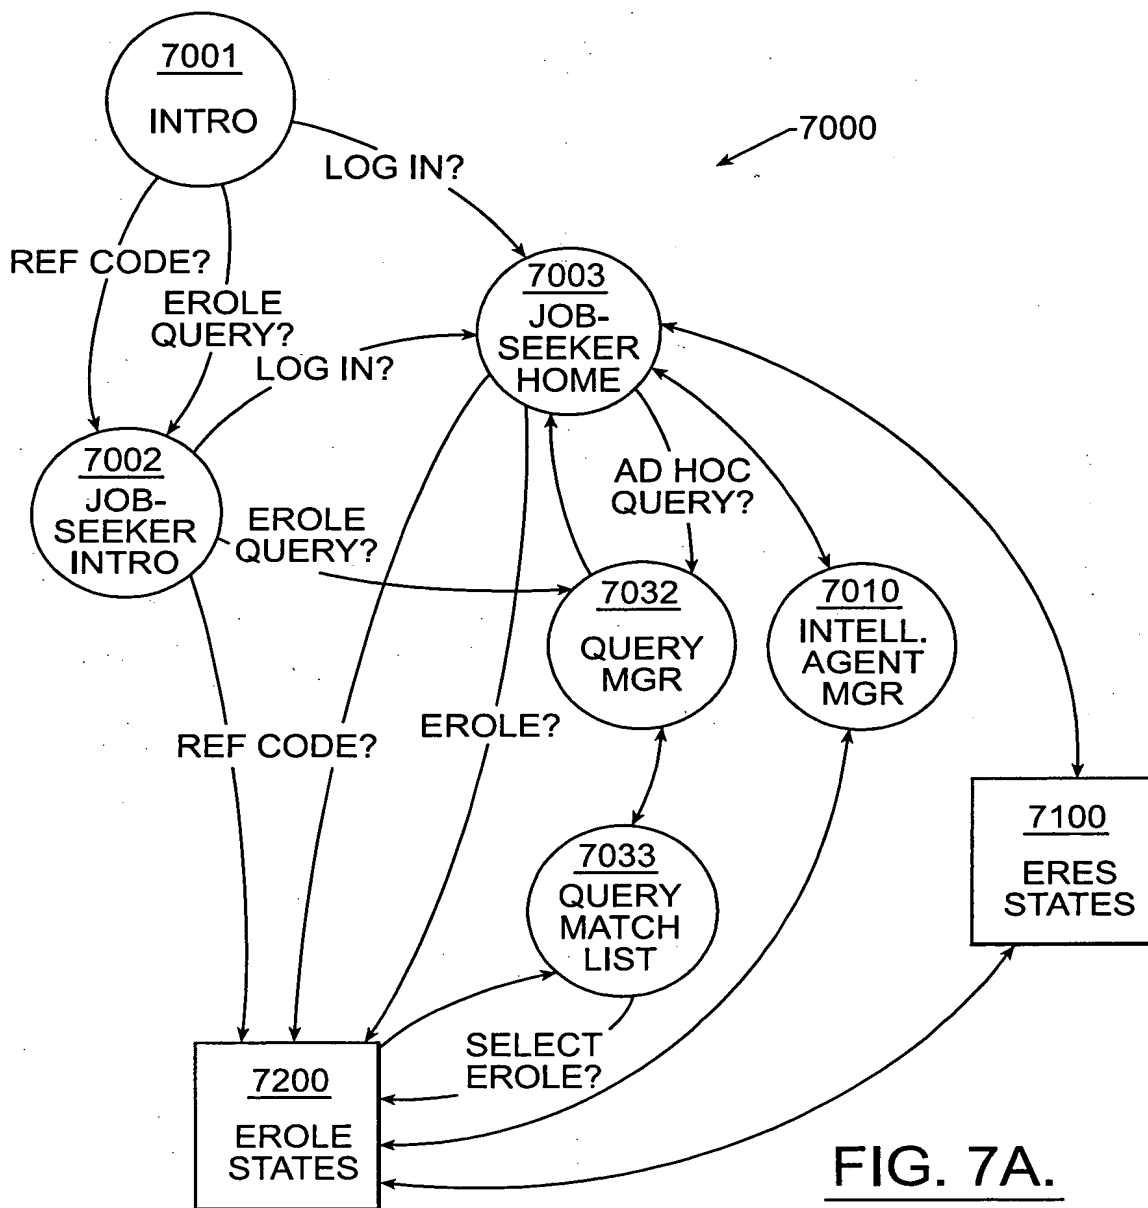 7001
INTRO
7000
LOG IN?
REF CODE?
EROLE
QUERY?
7003
JOB-
SEEKER
HOME
LOG IN?
7002
JOB-
SEEKER
INTRO
AD HOC
QUERY?
EROLE
QUERY?
7032
QUERY
MGR
7010
INTELL.
AGENT
MGR
REF CODE?
EROLE?
7100
ERES
STATES
7033
QUERY
MATCH
LIST
SELECT
EROLE?
7200
EROLE
STATES
FIG. 7A.